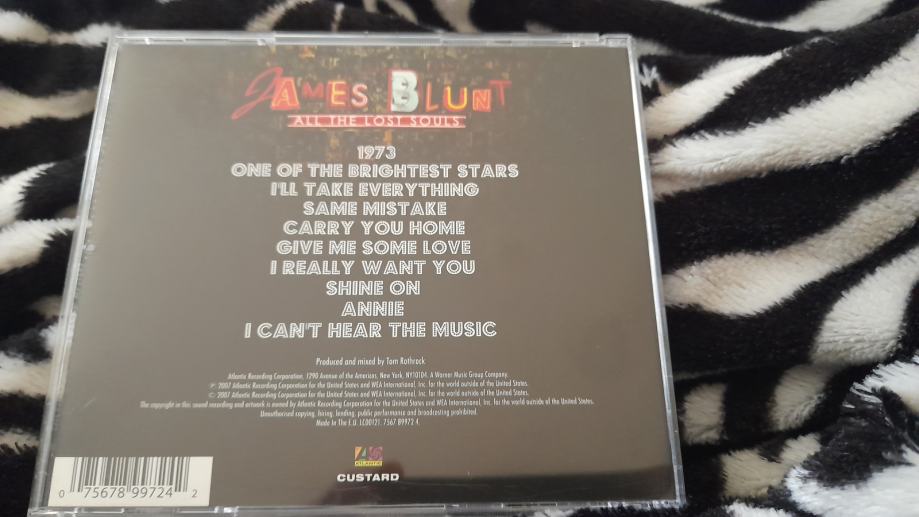 JAMES BLUNT
ALL THE LOST SOULS
1973
ONE OF THE BRIGHTEST STARS
I'LL TAKE EVERYTHING
SAME MISTAKE
CARRY YOU HOME
GIVE ME SOME LOVE
I REALLY WANT YOU
SHINE ON
ANNIE
I CAN'T HEAR THE MUSIC
Produced and mixed by Tom Rothrock
Atlantic Recording Corporation, 1290 Avenue of the Americas, New York, NY10104. A Warner Music Group Company.
℗ 2007 Atlantic Recording Corporation for the United States and WEA International, Inc. for the world outside of the United States.
© 2007 Atlantic Recording Corporation for the United States and WEA International, Inc. for the world outside of the United States.
The copyright in this sound recording and artwork is owned by Atlantic Recording Corporation for the United States and WEA International, Inc. for the world outside of the United States.
Unauthorised copying, hiring, lending, public performance and broadcasting prohibited.
Made In The E.U. LC00121. 7567 89972 4.
ATLANTIC
CUSTARD
0 75678 99724 2